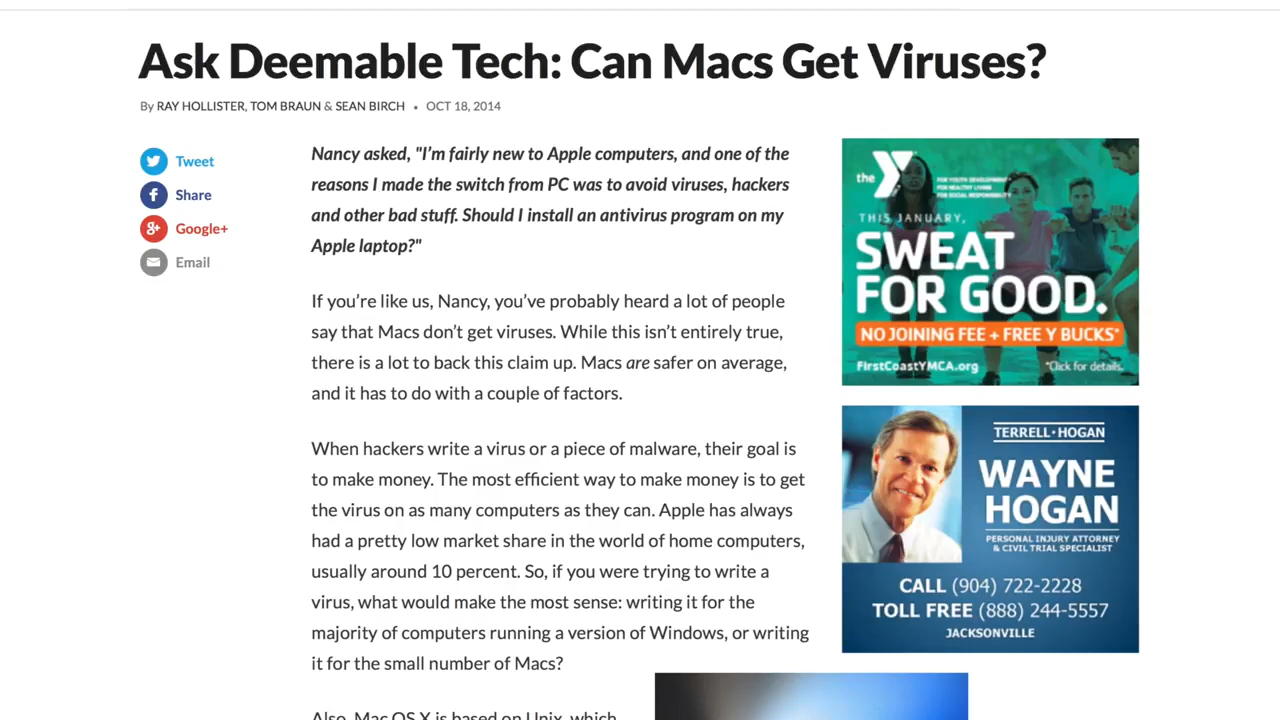 Ask Deemable Tech: Can Macs Get Viruses?
By RAY HOLLISTER, TOM BRAUN & SEAN BIRCH • OCT 18, 2014
Tweet
Share
Google+
Email
Nancy asked, "I’m fairly new to Apple computers, and one of the
reasons I made the switch from PC was to avoid viruses, hackers
and other bad stuff. Should I install an antivirus program on my
Apple laptop?"
If you’re like us, Nancy, you’ve probably heard a lot of people
say that Macs don’t get viruses. While this isn’t entirely true,
there is a lot to back this claim up. Macs are safer on average,
and it has to do with a couple of factors.
When hackers write a virus or a piece of malware, their goal is
to make money. The most efficient way to make money is to get
the virus on as many computers as they can. Apple has always
had a pretty low market share in the world of home computers,
usually around 10 percent. So, if you were trying to write a
virus, what would make the most sense: writing it for the
majority of computers running a version of Windows, or writing
it for the small number of Macs?
Also, Mac OS X is based on Unix, which
the Y
FOR YOUTH DEVELOPMENT
FOR HEALTHY LIVING
FOR SOCIAL RESPONSIBILITY
THIS JANUARY,
SWEAT
FOR GOOD.
NO JOINING FEE + FREE Y BUCKS*
FirstCoastYMCA.org
*Click for details.
TERRELL•HOGAN
WAYNE
HOGAN
PERSONAL INJURY ATTORNEY
& CIVIL TRIAL SPECIALIST
CALL (904) 722-2228
TOLL FREE (888) 244-5557
JACKSONVILLE